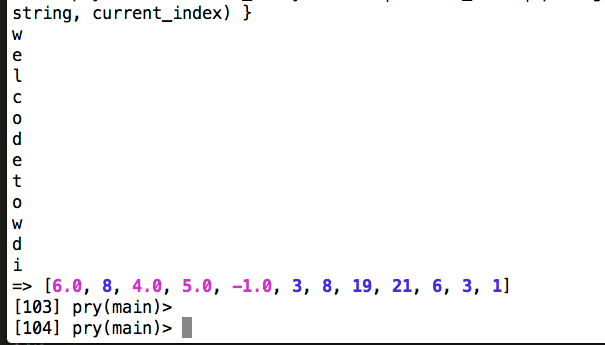 string, current_index) }
w
e
l
c
o
d
e
t
o
w
d
i
=> [6.0, 8, 4.0, 5.0, -1.0, 3, 8, 19, 21, 6, 3, 1]
[103] pry(main)>
[104] pry(main)>